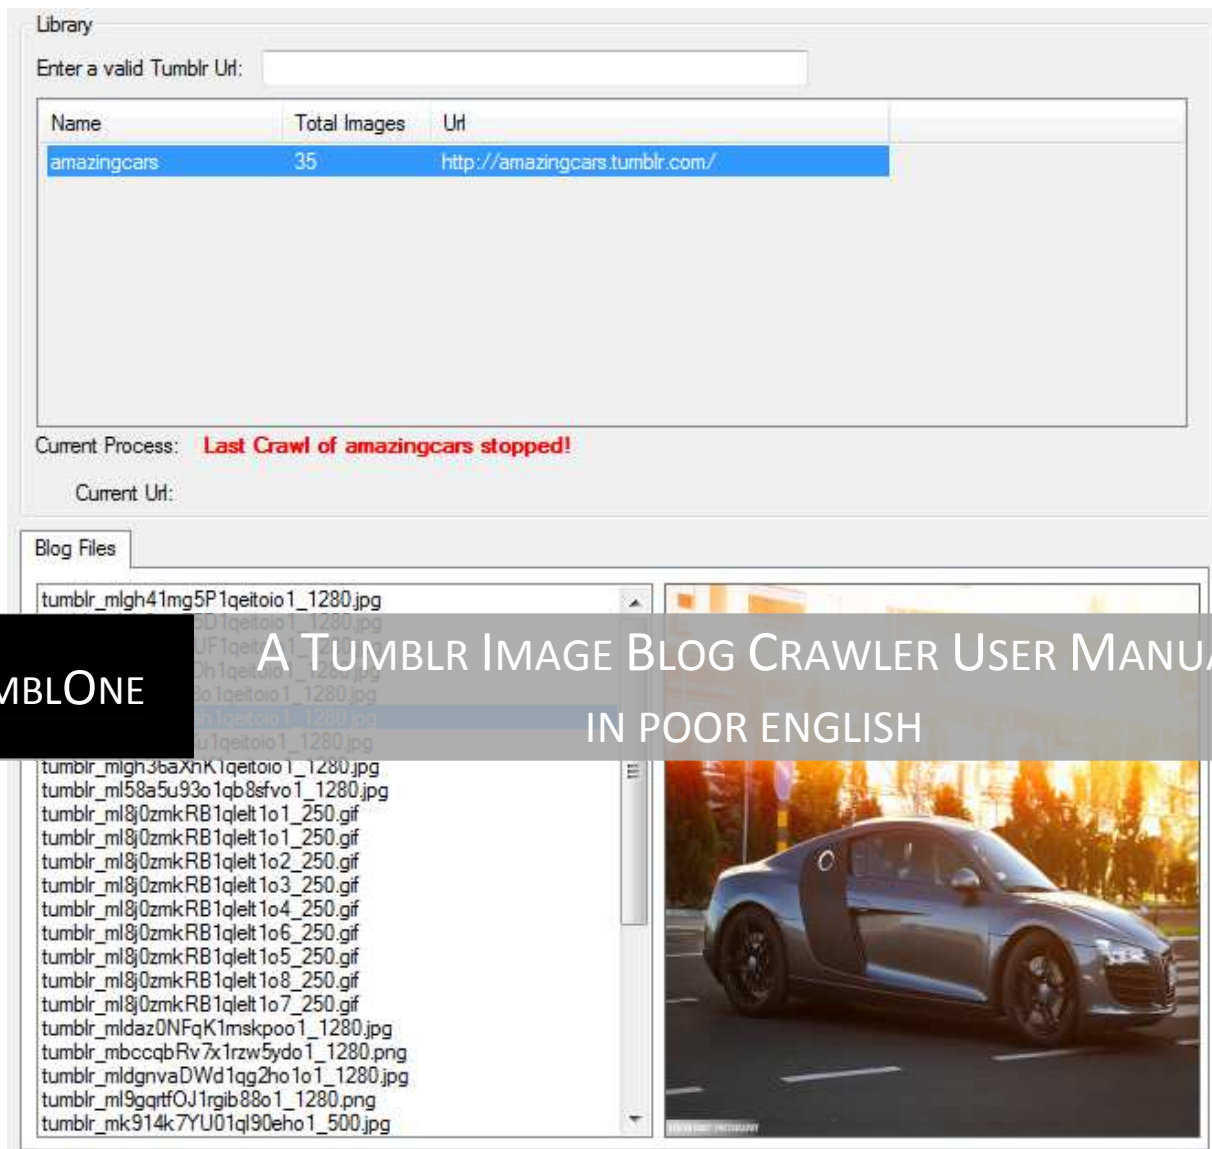 Library
Enter a valid Tumblr Url:
Name Total Images Url
amazingcars 35 http://amazingcars.tumblr.com/
Current Process: Last Crawl of amazingcars stopped!
Current Url:
Blog Files
tumblr_mlgh41mg5P1qeitoio1_1280.jpg
A TUMBLR IMAGE BLOG CRAWLER USER MANUA
MBLONE
IN POOR ENGLISH
tumblr_mlgh36aXhK1qeitoio1_1280.jpg
tumblr_ml58a5u93o1qb8sfvo1_1280.jpg
tumblr_ml8j0zmkRB1qlelt1o1_250.gif
tumblr_ml8j0zmkRB1qlelt1o1_250.gif
tumblr_ml8j0zmkRB1qlelt1o2_250.gif
tumblr_ml8j0zmkRB1qlelt1o3_250.gif
tumblr_ml8j0zmkRB1qlelt1o4_250.gif
tumblr_ml8j0zmkRB1qlelt1o6_250.gif
tumblr_ml8j0zmkRB1qlelt1o5_250.gif
tumblr_ml8j0zmkRB1qlelt1o8_250.gif
tumblr_ml8j0zmkRB1qlelt1o7_250.gif
tumblr_mldaz0NFqK1mskpoo1_1280.jpg
tumblr_mbccqbRv7x1rzw5ydo1_1280.png
tumblr_mldgnvaDWd1qg2ho1o1_1280.jpg
tumblr_ml9gqrtfOJ1rgib88o1_1280.png
tumblr_mk914k7YU01ql90eho1_500.jpg